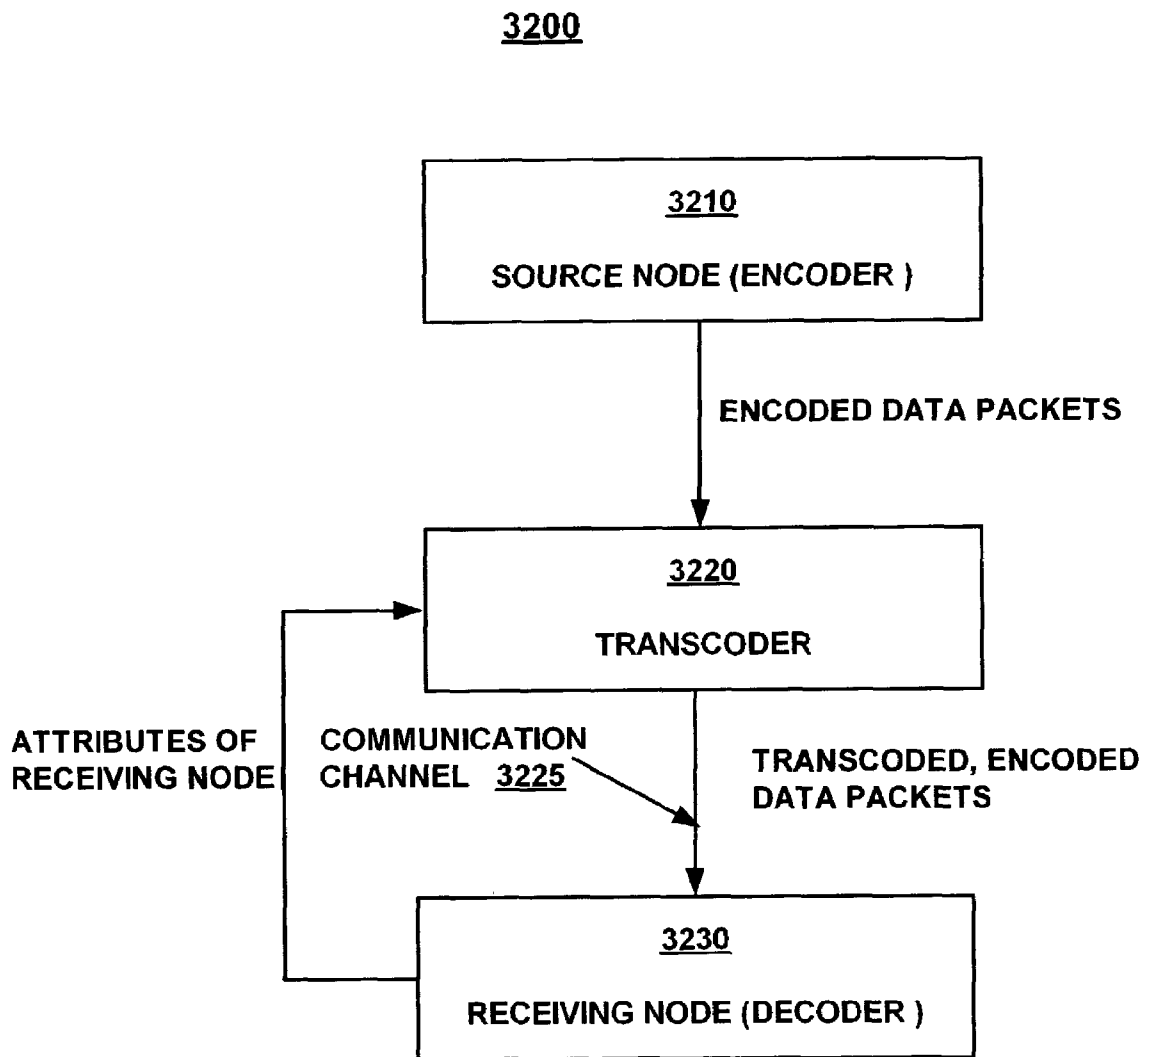 3200
3210
SOURCE NODE (ENCODER )
ENCODED DATA PACKETS
3220
TRANSCODER
ATTRIBUTES OF
RECEIVING NODE
COMMUNICATION
CHANNEL 3225
TRANSCODED, ENCODED
DATA PACKETS
3230
RECEIVING NODE (DECODER )